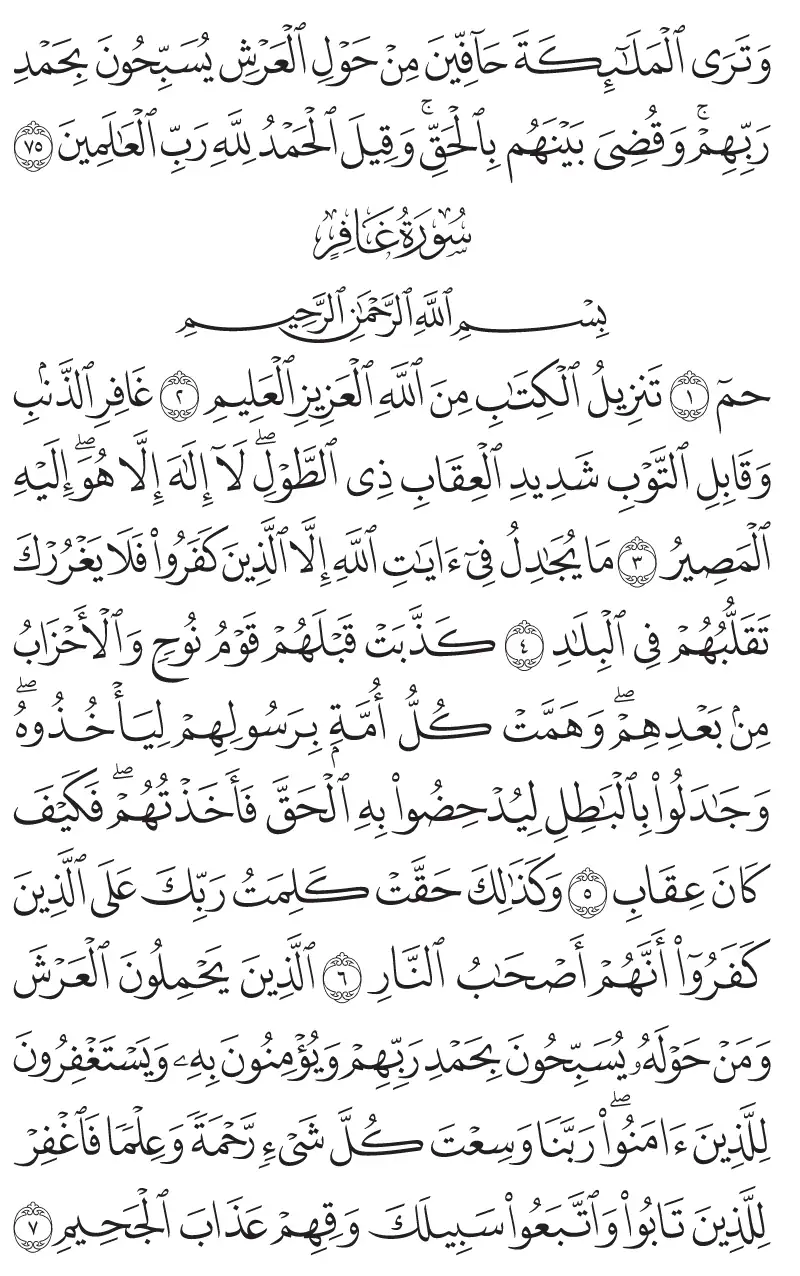 وَتَرَى ٱلْمَلَـٰٓئِكَةَ حَآفِّينَ مِنْ حَوْلِ ٱلْعَرْشِ يُسَبِّحُونَ بِحَمْدِ
رَبِّهِمْ ۚ وَقُضِىَ بَيْنَهُم بِٱلْحَقِّ ۚ وَقِيلَ ٱلْحَمْدُ لِلَّهِ رَبِّ ٱلْعَـٰلَمِينَ ٧٥
سُورَةُ غَافِرٍ
بِسْمِ ٱللَّهِ ٱلرَّحْمَـٰنِ ٱلرَّحِيمِ
حمٓ ١ تَنزِيلُ ٱلْكِتَـٰبِ مِنَ ٱللَّهِ ٱلْعَزِيزِ ٱلْعَلِيمِ ٢ غَافِرِ ٱلذَّنۢبِ
وَقَابِلِ ٱلتَّوْبِ شَدِيدِ ٱلْعِقَابِ ذِى ٱلطَّوْلِ ۖ لَآ إِلَـٰهَ إِلَّا هُوَ ۖ إِلَيْهِ
ٱلْمَصِيرُ ٣ مَا يُجَـٰدِلُ فِىٓ ءَايَـٰتِ ٱللَّهِ إِلَّا ٱلَّذِينَ كَفَرُوا۟ فَلَا يَغْرُرْكَ
تَقَلُّبُهُمْ فِى ٱلْبِلَـٰدِ ٤ كَذَّبَتْ قَبْلَهُمْ قَوْمُ نُوحٍ وَٱلْأَحْزَابُ
مِنۢ بَعْدِهِمْ ۖ وَهَمَّتْ كُلُّ أُمَّةٍۭ بِرَسُولِهِمْ لِيَأْخُذُوهُ ۖ
وَجَـٰدَلُوا۟ بِٱلْبَـٰطِلِ لِيُدْحِضُوا۟ بِهِ ٱلْحَقَّ فَأَخَذْتُهُمْ ۖ فَكَيْفَ
كَانَ عِقَابِ ٥ وَكَذَٰلِكَ حَقَّتْ كَلِمَتُ رَبِّكَ عَلَى ٱلَّذِينَ
كَفَرُوٓا۟ أَنَّهُمْ أَصْحَـٰبُ ٱلنَّارِ ٦ ٱلَّذِينَ يَحْمِلُونَ ٱلْعَرْشَ
وَمَنْ حَوْلَهُۥ يُسَبِّحُونَ بِحَمْدِ رَبِّهِمْ وَيُؤْمِنُونَ بِهِۦ وَيَسْتَغْفِرُونَ
لِلَّذِينَ ءَامَنُوا۟ ۖ رَبَّنَا وَسِعْتَ كُلَّ شَىْءٍ رَّحْمَةً وَعِلْمًا فَٱغْفِرْ
لِلَّذِينَ تَابُوا۟ وَٱتَّبَعُوا۟ سَبِيلَكَ وَقِهِمْ عَذَابَ ٱلْجَحِيمِ ٧